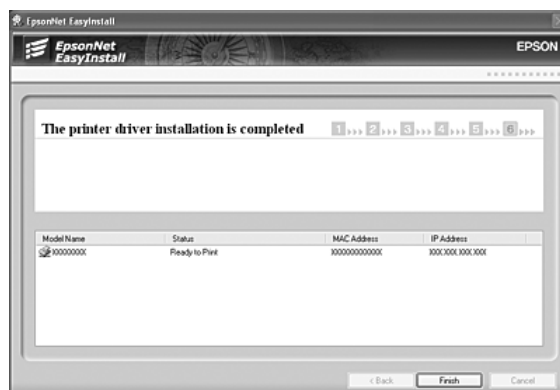 EpsonNet EasyInstall
EpsonNet
EasyInstall
EPSON
The printer driver installation is completed
1 2 3 4 5 6
Model Name Status MAC Address IP Address
XXXXXXXX Ready to Print XXXXXXXXXXXX XXX.XXX.XXX.XXX
< Back Finish Cancel